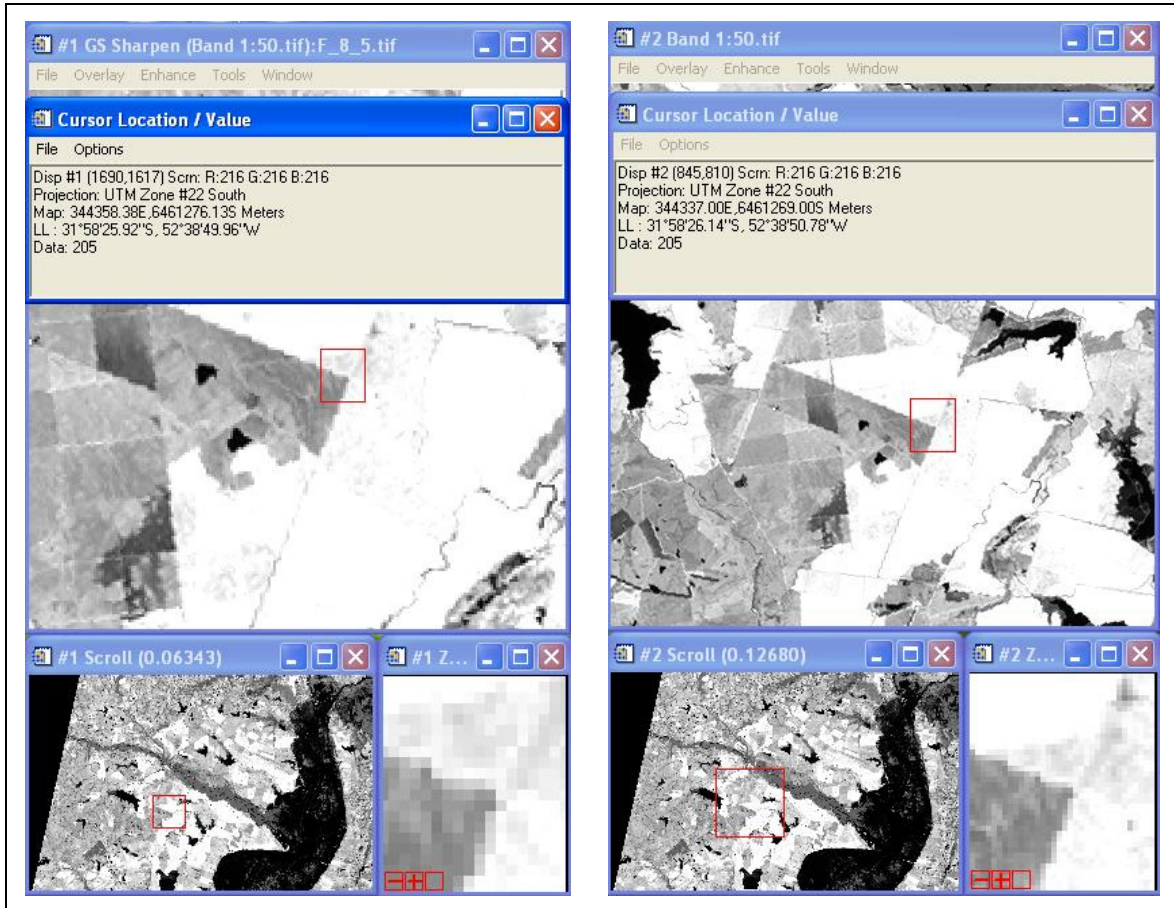 #1 GS Sharpen (Band 1:50.tif):F_8_5.tif
File Overlay Enhance Tools Window
Cursor Location / Value
File Options
Disp #1 (1690,1617) Scrn: R:216 G:216 B:216
Projection: UTM Zone #22 South
Map: 344358.38E,6461276.13S Meters
LL : 31°58'25.92"S, 52°38'49.96"W
Data: 205
#1 Scroll (0.06343)
#1 Z...
#2 Band 1:50.tif
File Overlay Enhance Tools Window
Cursor Location / Value
File Options
Disp #2 (845,810) Scrn: R:216 G:216 B:216
Projection: UTM Zone #22 South
Map: 344337.00E,6461269.00S Meters
LL : 31°58'26.14"S, 52°38'50.78"W
Data: 205
#2 Scroll (0.12680)
#2 Z...